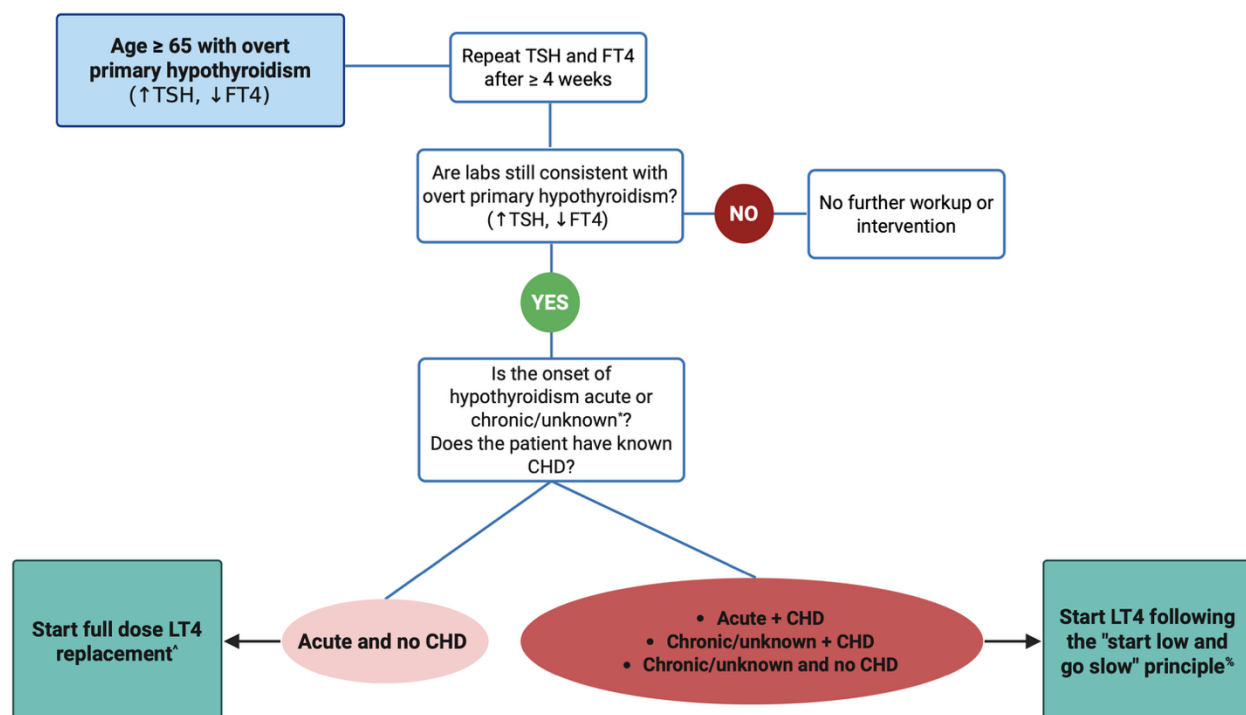 Age ≥ 65 with overt
primary hypothyroidism
(↑TSH, ↓FT4)
Repeat TSH and FT4
after ≥ 4 weeks
Are labs still consistent with
overt primary hypothyroidism?
(↑TSH, ↓FT4)
NO
No further workup or
intervention
YES
Is the onset of
hypothyroidism acute or
chronic/unknown*?
Does the patient have known
CHD?
Start full dose LT4
replacement^
Acute and no CHD
• Acute + CHD
• Chronic/unknown + CHD
• Chronic/unknown and no CHD
Start LT4 following
the "start low and
go slow" principle%